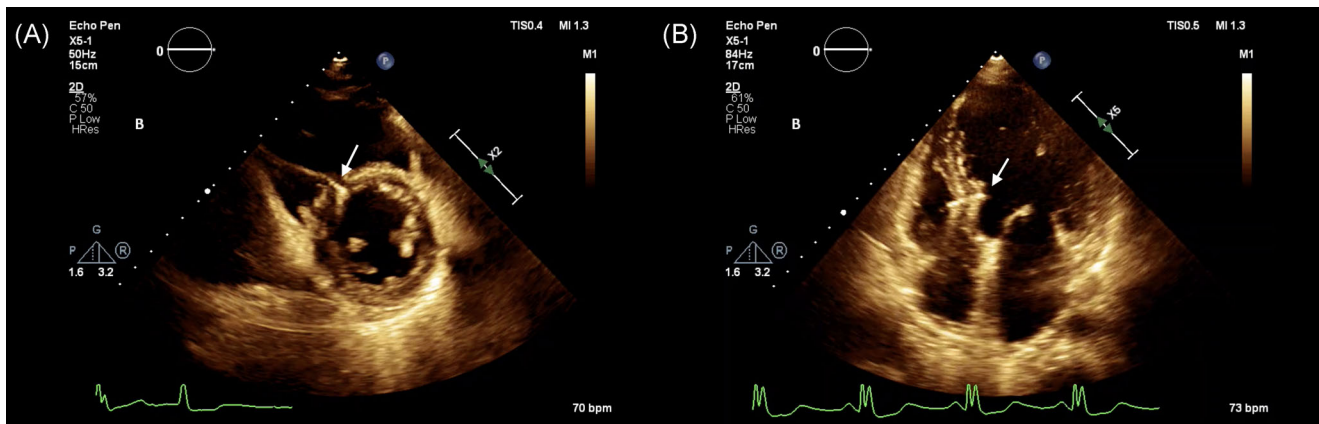 (A)
Echo Pen
X5-1
50Hz
15cm
0
TIS0.4 MI 1.3
M1
2D
57%
C 50
P Low
HRes
B
P
X2
G
P R
1.6 3.2
70 bpm
(B)
Echo Pen
X5-1
84Hz
17cm
0
TIS0.5 MI 1.3
M1
2D
61%
C 50
P Low
HRes
B
P
X5
G
P R
1.6 3.2
73 bpm